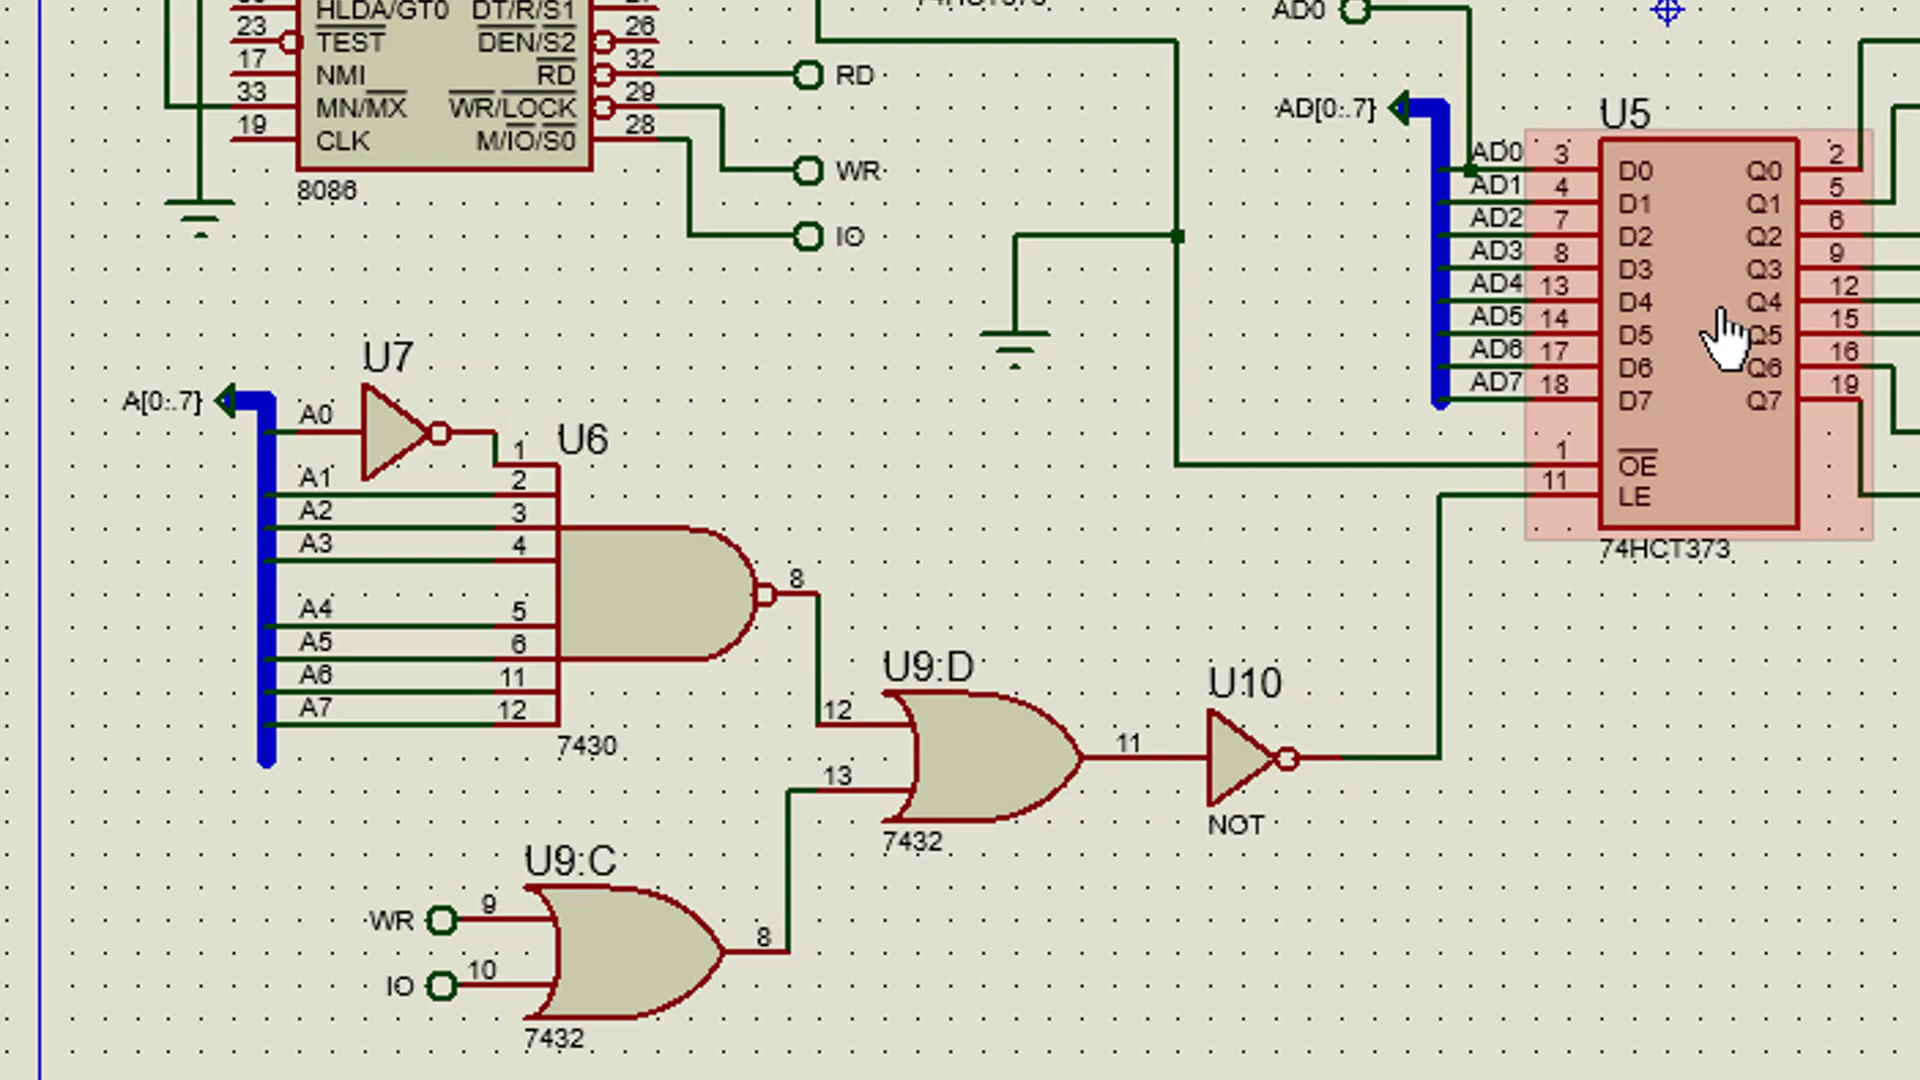 HLDA/GT0 DT/R/S1
23 TEST DEN/S2 26
17 NMI RD 32 RD
33 MN/MX WR/LOCK 29
19 CLK M/IO/S0 28
8086
WR
IO
AD0
AD[0..7]
U5
AD0 3 D0 Q0 2
AD1 4 D1 Q1 5
AD2 7 D2 Q2 6
AD3 8 D3 Q3 9
AD4 13 D4 Q4 12
AD5 14 D5 Q5 15
AD6 17 D6 Q6 16
AD7 18 D7 Q7 19
1 OE
11 LE
74HCT373
U7
A[0..7]
A0
U6
1
A1 2
A2 3
A3 4
8
A4 5
A5 6
A6 11
A7 12
7430
U9:D
12
13
11
7432
U10
NOT
U9:C
WR 9
8
IO 10
7432